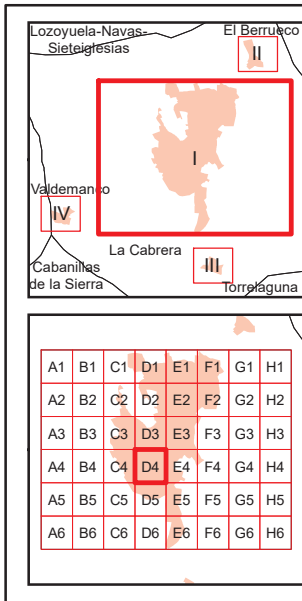 Lozoyuela-Navas-
Sieteiglesias
El Berrueco
II
I
Valdemanco
IV
La Cabrera
III
Cabanillas
de la Sierra
Torrelaguna
A1 B1 C1 D1 E1 F1 G1 H1
A2 B2 C2 D2 E2 F2 G2 H2
A3 B3 C3 D3 E3 F3 G3 H3
A4 B4 C4 D4 E4 F4 G4 H4
A5 B5 C5 D5 E5 F5 G5 H5
A6 B6 C6 D6 E6 F6 G6 H6